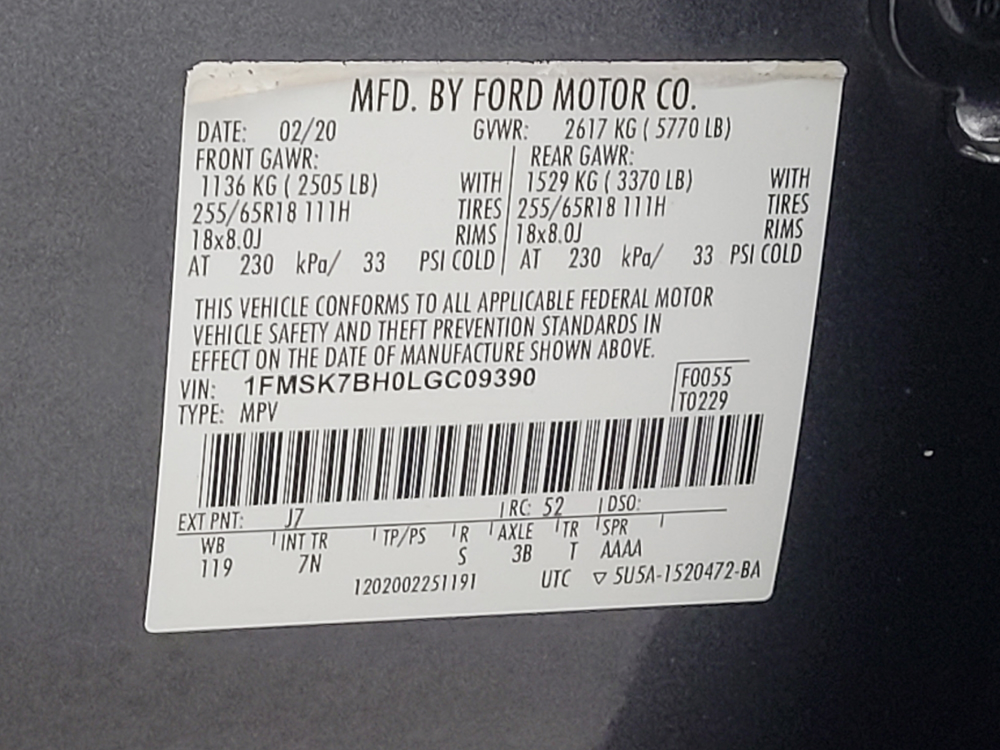 MFD. BY FORD MOTOR CO.
DATE: 02/20 GVWR: 2617 KG ( 5770 LB)
FRONT GAWR: REAR GAWR:
1136 KG ( 2505 LB) WITH 1529 KG ( 3370 LB) WITH
255/65R18 111H TIRES 255/65R18 111H TIRES
18x8.0J RIMS 18x8.0J RIMS
AT 230 kPa/ 33 PSI COLD AT 230 kPa/ 33 PSI COLD
THIS VEHICLE CONFORMS TO ALL APPLICABLE FEDERAL MOTOR
VEHICLE SAFETY AND THEFT PREVENTION STANDARDS IN
EFFECT ON THE DATE OF MANUFACTURE SHOWN ABOVE.
VIN: 1FMSK7BH0LGC09390 F0055
TYPE: MPV T0229
EXT PNT: J7 RC: 52 DSO:
WB INT TR TP/PS R AXLE TR SPR
119 7N S 3B T AAAA
1202002251191 UTC ▽ 5U5A-1520472-BA